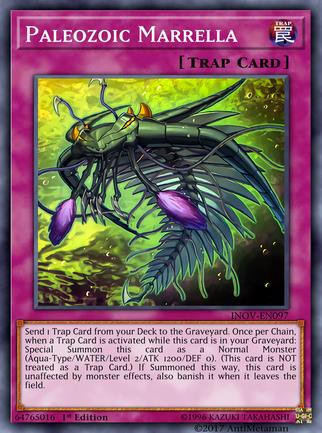 PALEOZOIC MARRELLA
TRAP
罠
[TRAP CARD]
INOV-EN097
Send 1 Trap Card from your Deck to the Graveyard. Once per Chain,
when a Trap Card is activated while this card is in your Graveyard:
Special Summon this card as a Normal Monster
(Aqua-Type/WATER/Level 2/ATK 1200/DEF 0). (This card is NOT
treated as a Trap Card.) If Summoned this way, this card is
unaffected by monster effects, also banish it when it leaves the
field.
64765016 1st Edition
©1996 KAZUKI TAKAHASHI
©2017 AntiMetaman